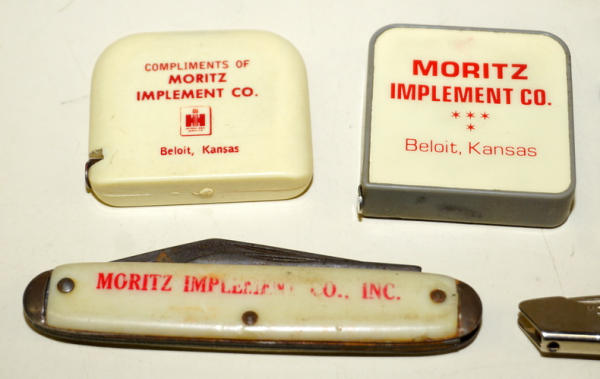 COMPLIMENTS OF
MORITZ
IMPLEMENT CO.
Beloit, Kansas
MORITZ
IMPLEMENT CO.
Beloit, Kansas
MORITZ IMPLEMENT CO., INC.